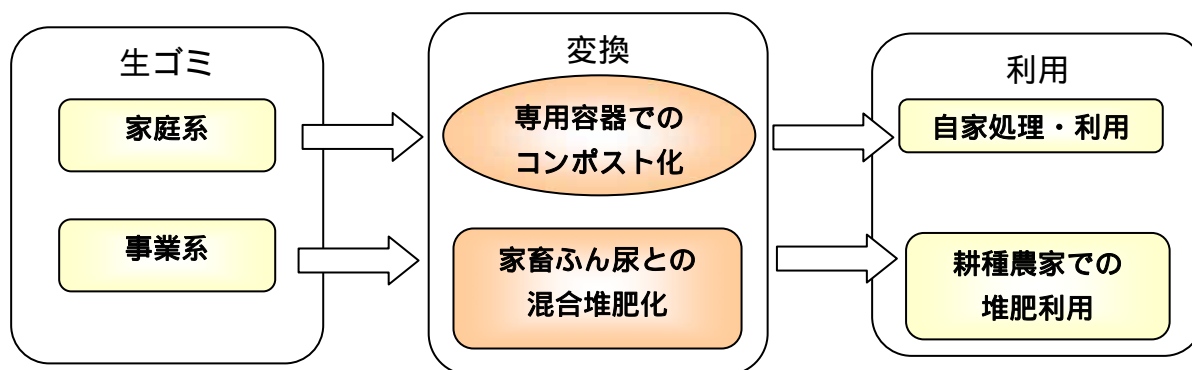 生ゴミ
家庭系
事業系
変換
専用容器での
コンポスト化
家畜ふん尿との
混合堆肥化
利用
自家処理・利用
耕種農家での
堆肥利用